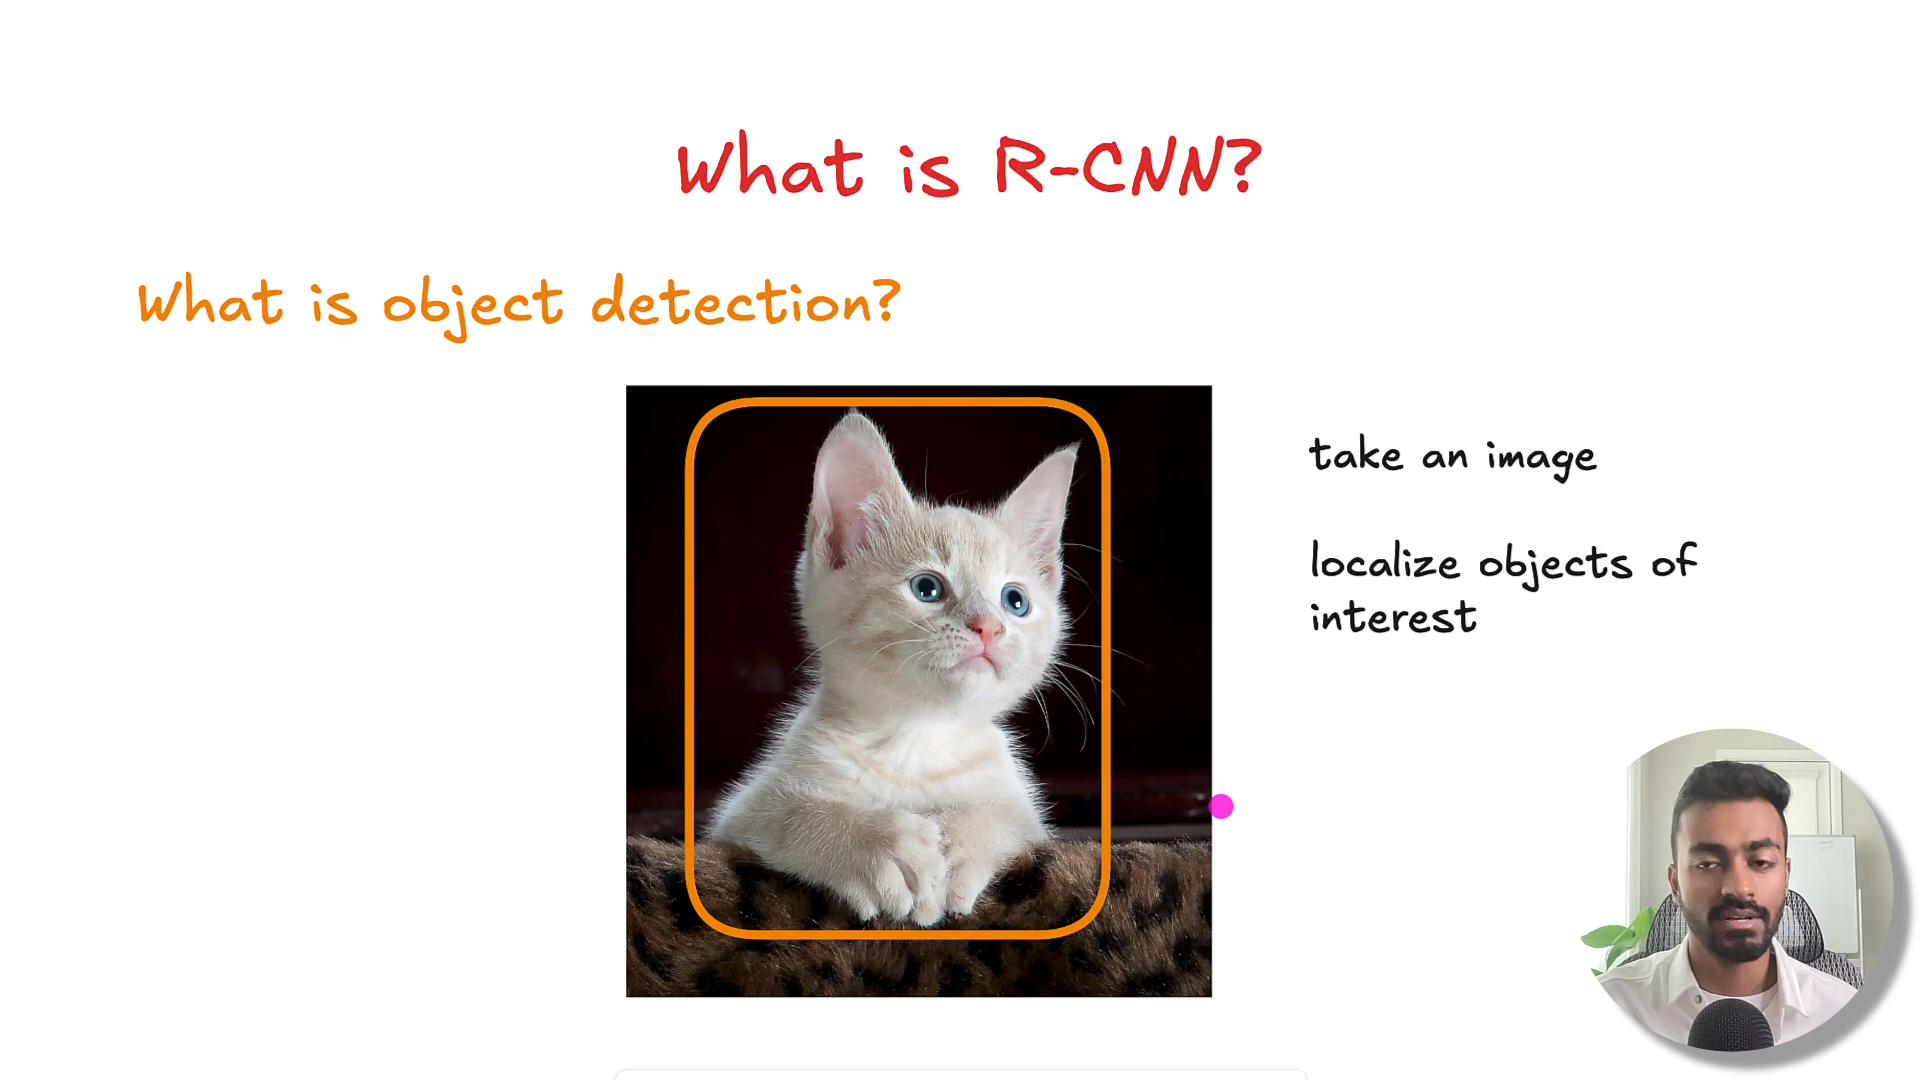 What is R-CNN?
What is object detection?
take an image
localize objects of
interest